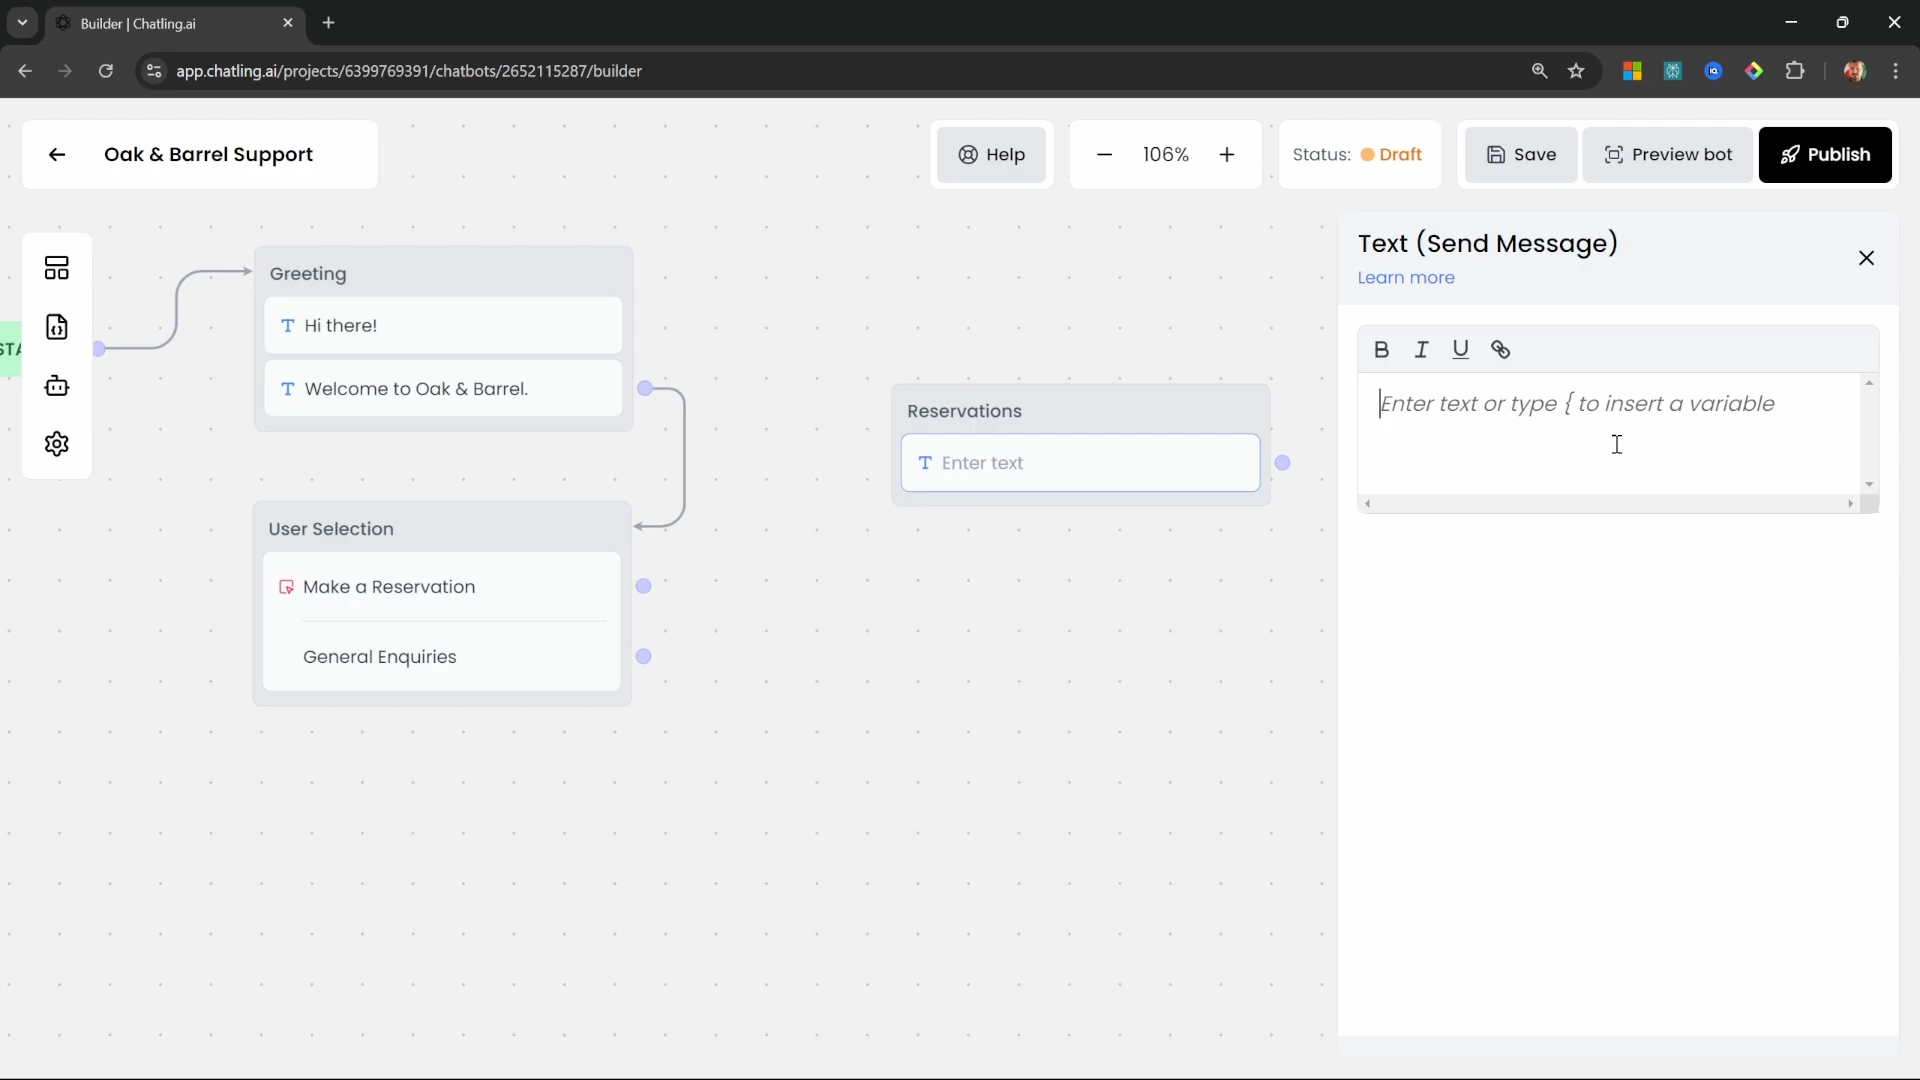 Builder | Chatling.ai
app.chatling.ai/projects/6399769391/chatbots/2652115287/builder
Oak & Barrel Support
Help
106%
Status: Draft
Save
Preview bot
Publish
STA
Greeting
Hi there!
Welcome to Oak & Barrel.
User Selection
Make a Reservation
General Enquiries
Reservations
Enter text
Text (Send Message)
Learn more
B I U
Enter text or type { to insert a variable